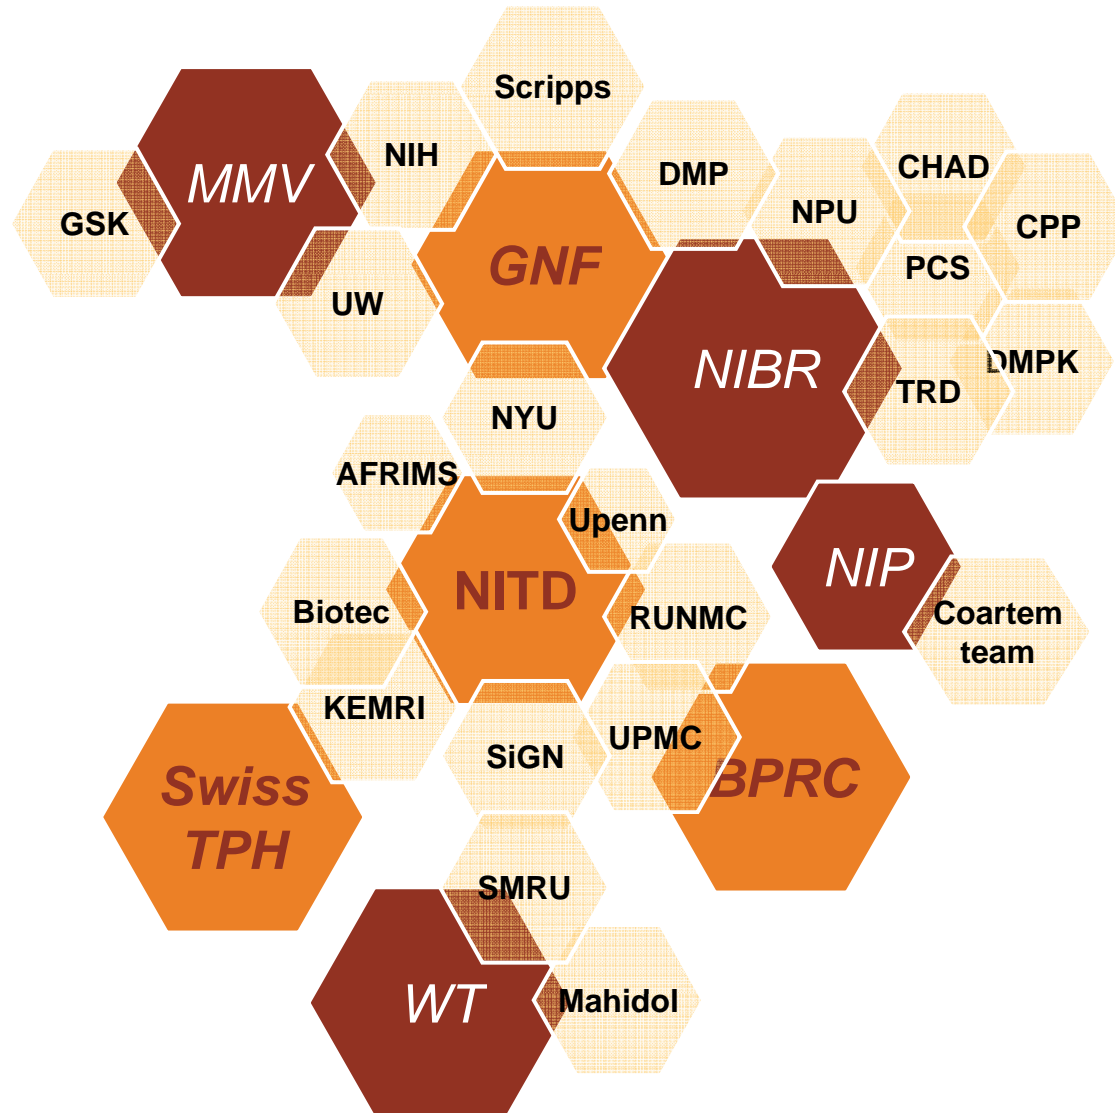 Scripps
NIH
MMV
DMP
CHAD
GSK
NPU
CPP
GNF
PCS
UW
NIBR
DMPK
TRD
NYU
AFRIMS
Upenn
NIP
NITD
Biotec
RUNMC
Coartem
team
KEMRI
UPMC
SiGN
BPRC
Swiss
TPH
SMRU
WT
Mahidol